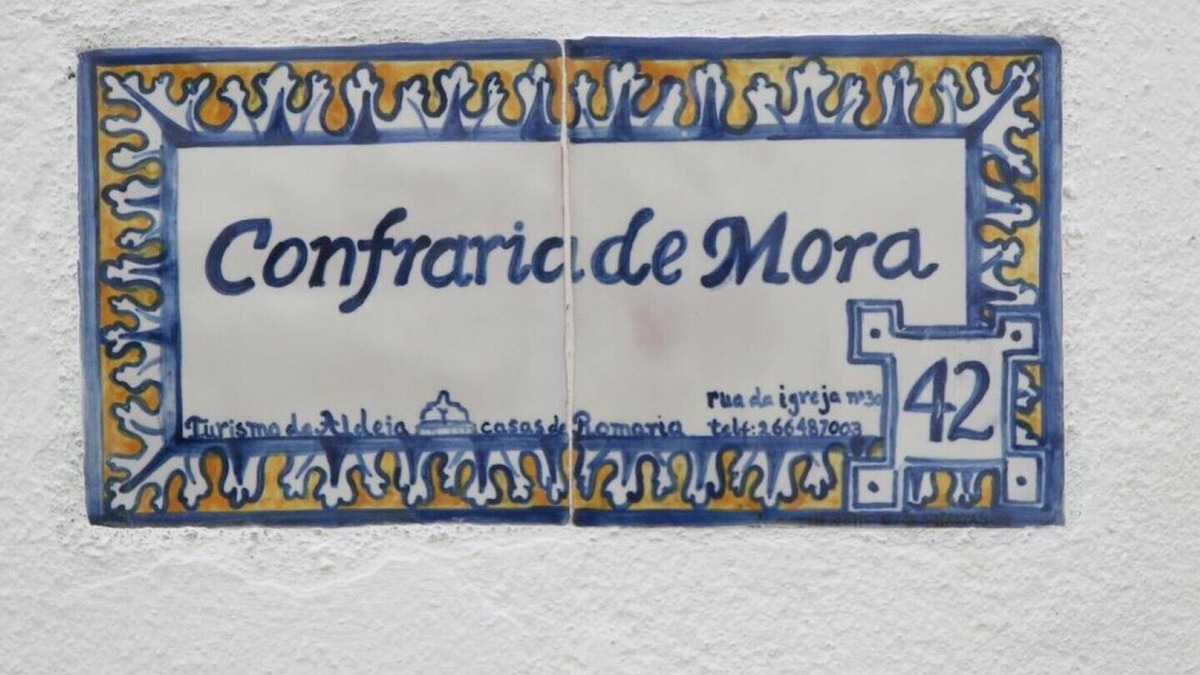 Confraria de Mora
rua da igreja nº30
Turismo de Aldeia casas de Romaria telf:266487003
42